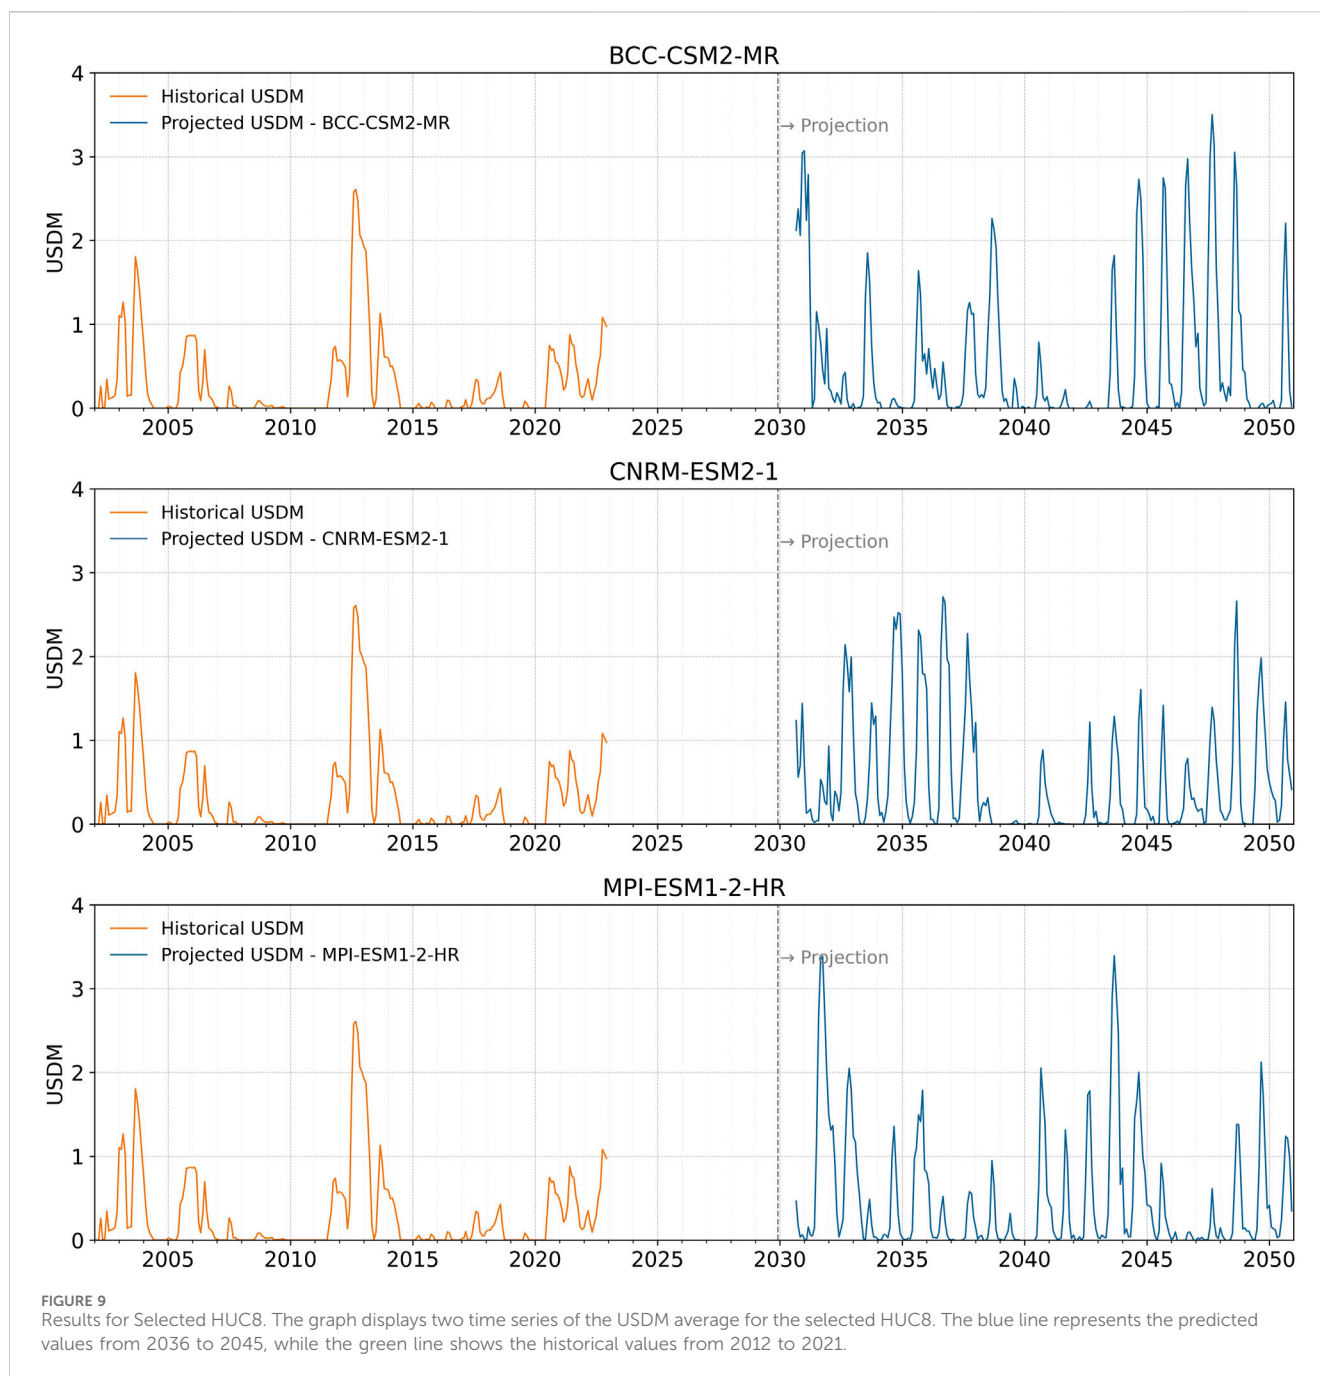 BCC-CSM2-MR
4
3
2
1
0
USDM
Historical USDM
Projected USDM - BCC-CSM2-MR
→ Projection
2005 2010 2015 2020 2025 2030 2035 2040 2045 2050
CNRM-ESM2-1
4
3
2
1
0
USDM
Historical USDM
Projected USDM - CNRM-ESM2-1
→ Projection
2005 2010 2015 2020 2025 2030 2035 2040 2045 2050
MPI-ESM1-2-HR
4
3
2
1
0
USDM
Historical USDM
Projected USDM - MPI-ESM1-2-HR
→ Projection
2005 2010 2015 2020 2025 2030 2035 2040 2045 2050
FIGURE 9
Results for Selected HUC8. The graph displays two time series of the USDM average for the selected HUC8. The blue line represents the predicted
values from 2036 to 2045, while the green line shows the historical values from 2012 to 2021.